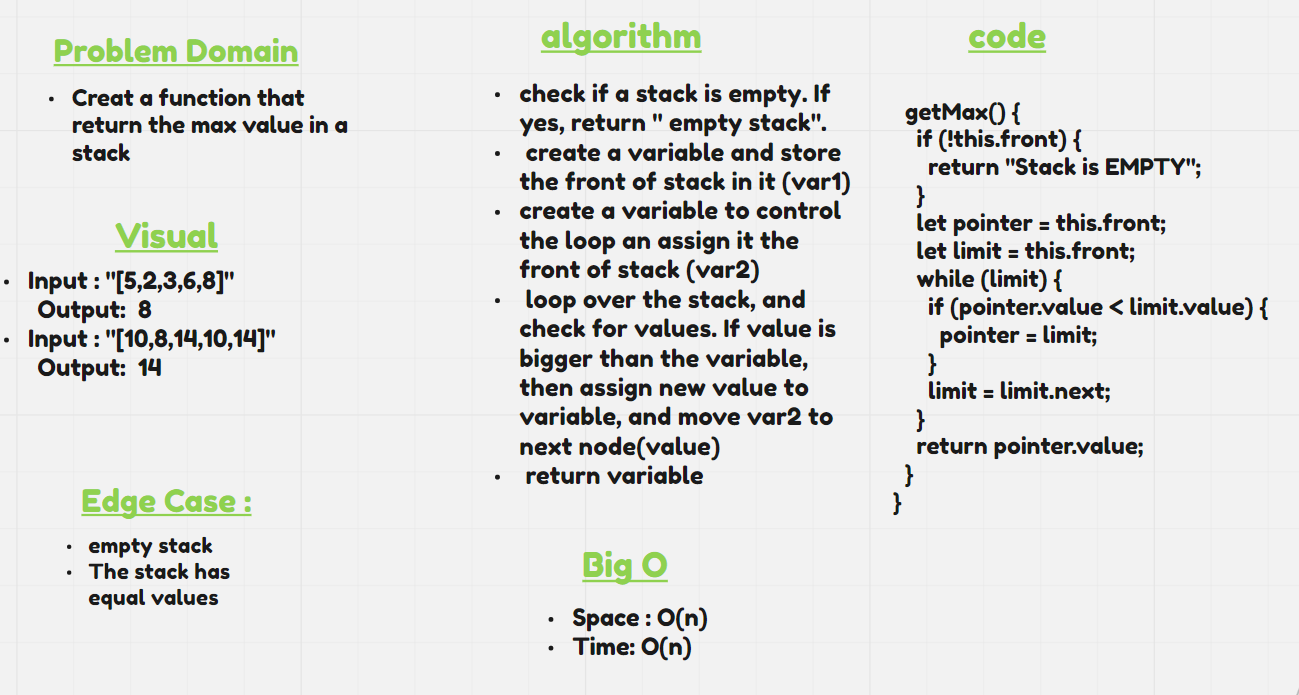 Problem Domain
• Creat a function that
return the max value in a
stack
Visual
• Input : "[5,2,3,6,8]"
Output: 8
• Input : "[10,8,14,10,14]"
Output: 14
Edge Case :
• empty stack
• The stack has
equal values
algorithm
• check if a stack is empty. If
yes, return " empty stack".
• create a variable and store
the front of stack in it (var1)
• create a variable to control
the loop an assign it the
front of stack (var2)
• loop over the stack, and
check for values. If value is
bigger than the variable,
then assign new value to
variable, and move var2 to
next node(value)
• return variable
Big O
• Space : O(n)
• Time: O(n)
code
getMax() {
if (!this.front) {
return "Stack is EMPTY";
}
let pointer = this.front;
let limit = this.front;
while (limit) {
if (pointer.value < limit.value) {
pointer = limit;
}
limit = limit.next;
}
return pointer.value;
}
}